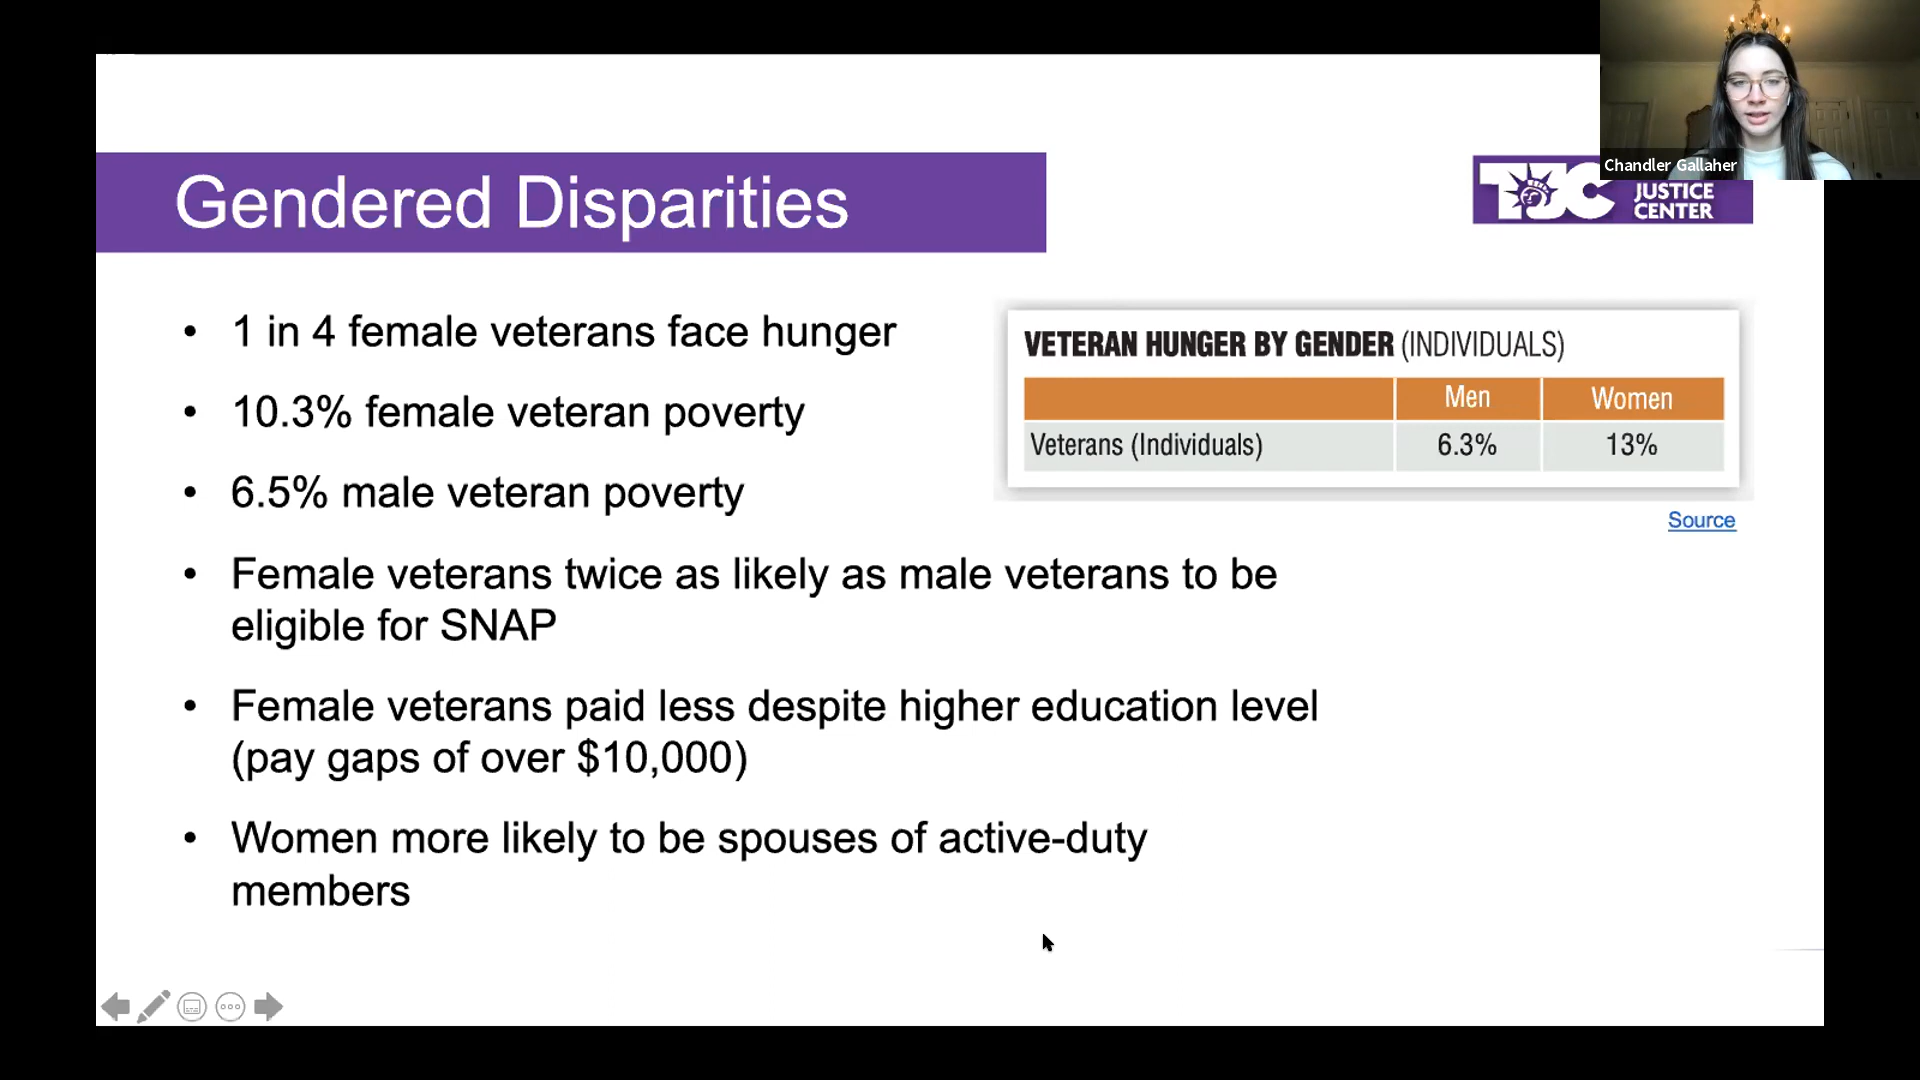 Chandler Gallaher
Gendered Disparities
TJC JUSTICE
CENTER
• 1 in 4 female veterans face hunger
• 10.3% female veteran poverty
• 6.5% male veteran poverty
• Female veterans twice as likely as male veterans to be
eligible for SNAP
• Female veterans paid less despite higher education level
(pay gaps of over $10,000)
• Women more likely to be spouses of active-duty
members
VETERAN HUNGER BY GENDER (INDIVIDUALS)
Men Women
Veterans (Individuals) 6.3% 13%
Source